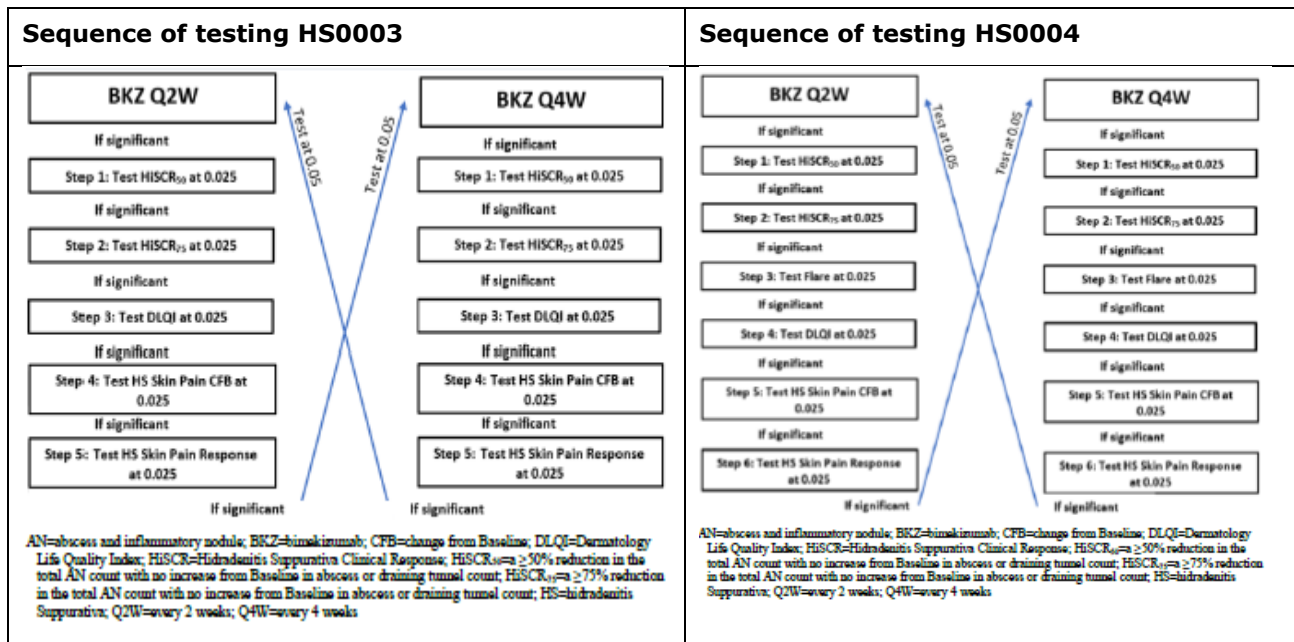 Sequence of testing HS0003
BKZ Q2W
If significant
Step 1: Test HiSCR₅₀ at 0.025
If significant
Step 2: Test HiSCR₇₅ at 0.025
If significant
Step 3: Test DLQI at 0.025
If significant
Step 4: Test HS Skin Pain CFB at
0.025
If significant
Step 5: Test HS Skin Pain Response
at 0.025
If significant
Test at 0.05
Test at 0.05
BKZ Q4W
If significant
Step 1: Test HiSCR₅₀ at 0.025
If significant
Step 2: Test HiSCR₇₅ at 0.025
If significant
Step 3: Test DLQI at 0.025
If significant
Step 4: Test HS Skin Pain CFB at
0.025
If significant
Step 5: Test HS Skin Pain Response
at 0.025
If significant
AN=abscess and inflammatory nodule; BKZ=bimekizumab; CFB=change from Baseline; DLQI=Dermatology
Life Quality Index; HiSCR=Hidradenitis Suppurativa Clinical Response; HiSCR₅₀=a ≥50% reduction in the
total AN count with no increase from Baseline in abscess or draining tunnel count; HiSCR₇₅=a ≥75% reduction
in the total AN count with no increase from Baseline in abscess or draining tunnel count; HS=hidradenitis
Suppurativa; Q2W=every 2 weeks; Q4W=every 4 weeks
Sequence of testing HS0004
BKZ Q2W
If significant
Step 1: Test HiSCR₅₀ at 0.025
If significant
Step 2: Test HiSCR₇₅ at 0.025
If significant
Step 3: Test Flare at 0.025
If significant
Step 4: Test DLQI at 0.025
If significant
Step 5: Test HS Skin Pain CFB at
0.025
If significant
Step 6: Test HS Skin Pain Response
at 0.025
If significant
Test at 0.05
Test at 0.05
BKZ Q4W
If significant
Step 1: Test HiSCR₅₀ at 0.025
If significant
Step 2: Test HiSCR₇₅ at 0.025
If significant
Step 3: Test Flare at 0.025
If significant
Step 4: Test DLQI at 0.025
If significant
Step 5: Test HS Skin Pain CFB at
0.025
If significant
Step 6: Test HS Skin Pain Response
at 0.025
If significant
AN=abscess and inflammatory nodule; BKZ=bimekizumab; CFB=change from Baseline; DLQI=Dermatology
Life Quality Index; HiSCR=Hidradenitis Suppurativa Clinical Response; HiSCR₅₀=a ≥50% reduction in the
total AN count with no increase from Baseline in abscess or draining tunnel count; HiSCR₇₅=a ≥75% reduction
in the total AN count with no increase from Baseline in abscess or draining tunnel count; HS=hidradenitis
Suppurativa; Q2W=every 2 weeks; Q4W=every 4 weeks